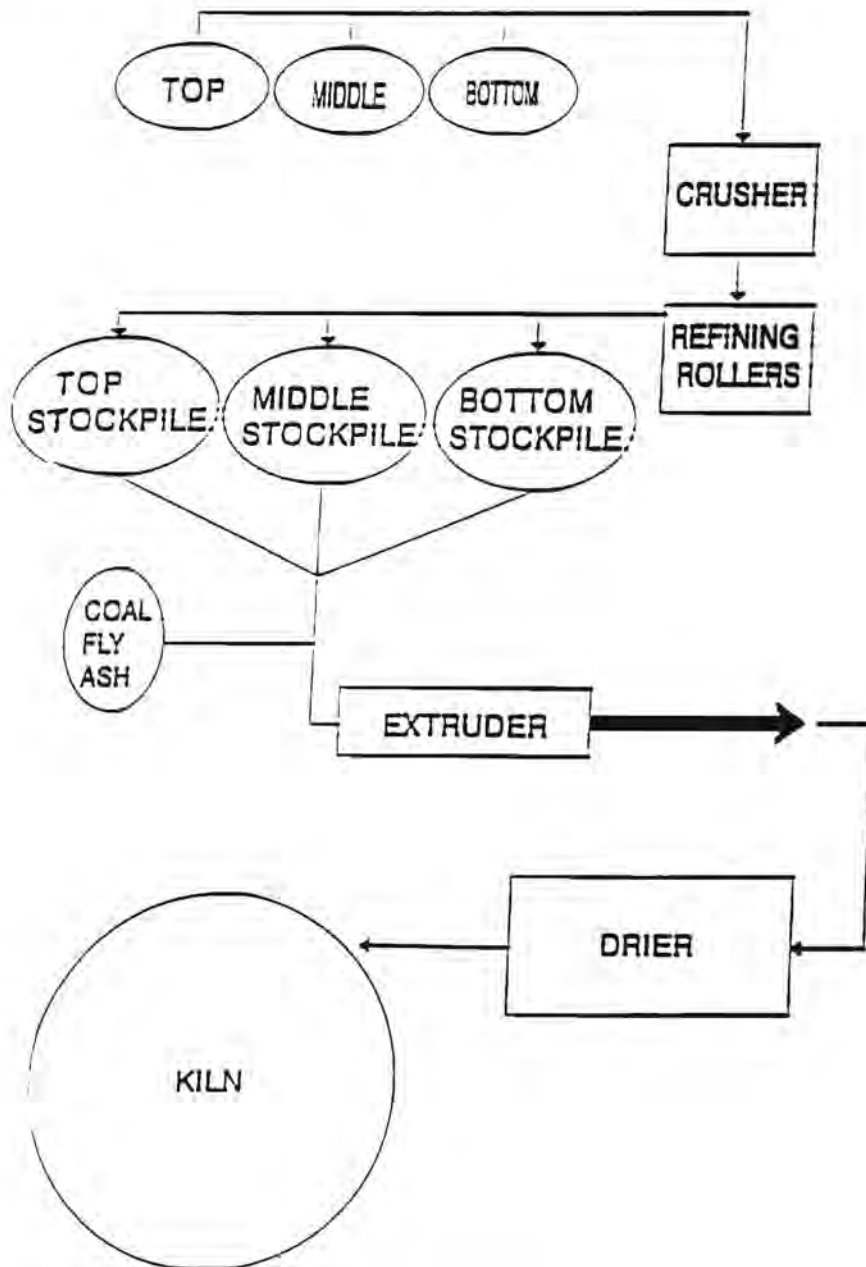 TOP
MIDDLE
BOTTOM
CRUSHER
REFINING
ROLLERS
TOP
STOCKPILE
MIDDLE
STOCKPILE
BOTTOM
STOCKPILE
COAL
FLY
ASH
EXTRUDER
DRIER
KILN